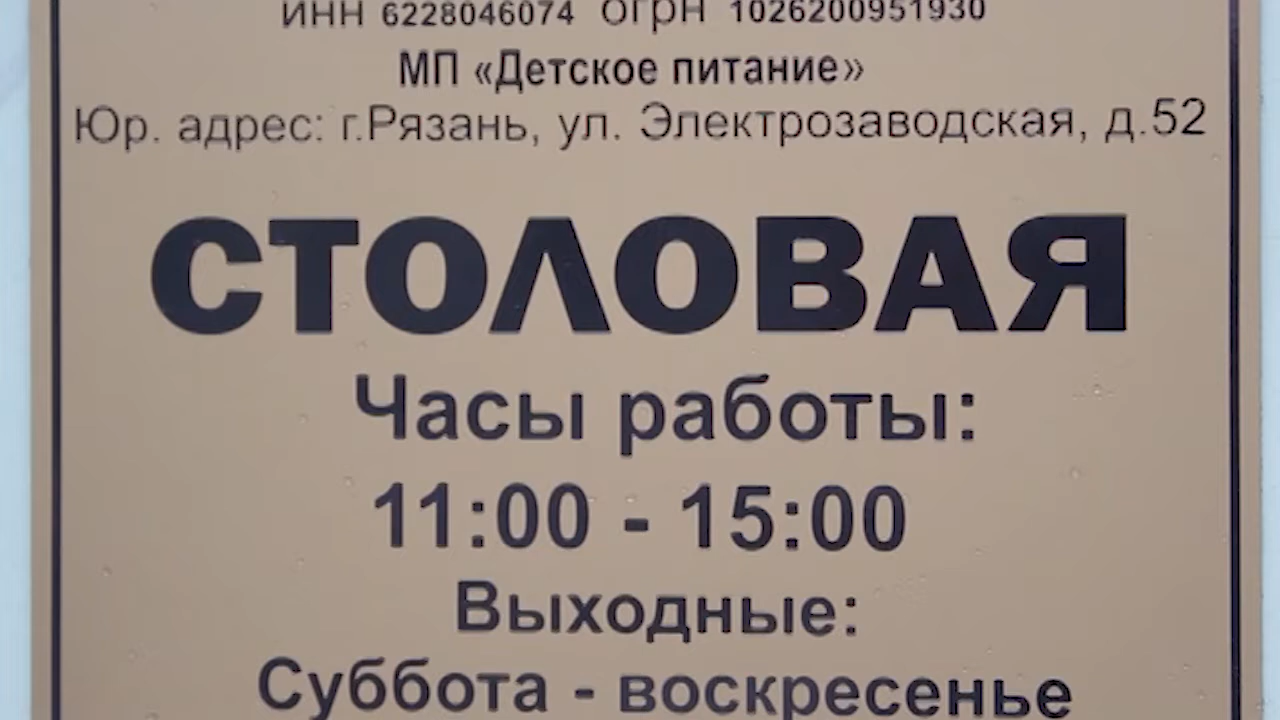 ИНН 6228046074 ОГРН 1026200951930
МП «Детское питание»
Юр. адрес: г.Рязань, ул. Электрозаводская, д.52
СТОЛОВАЯ
Часы работы:
11:00 - 15:00
Выходные:
Суббота - воскресенье